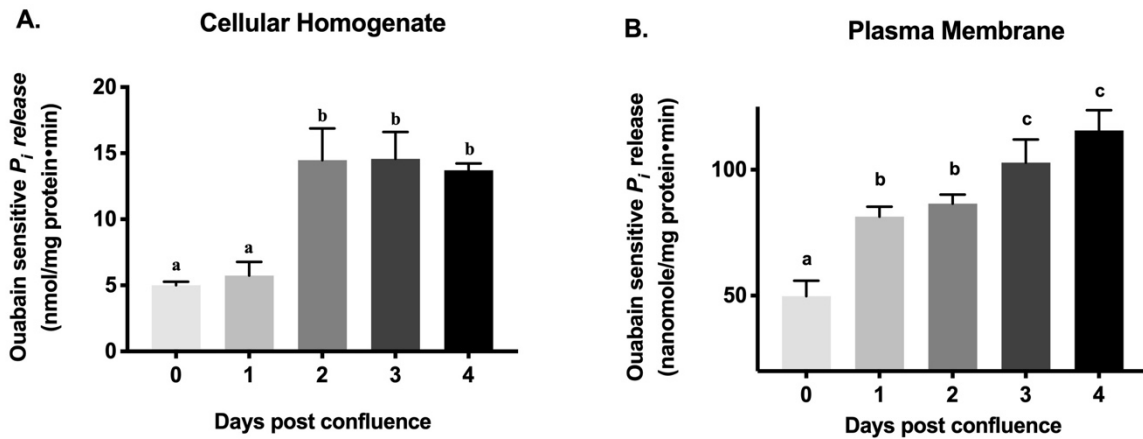 A.
Cellular Homogenate
Ouabain sensitive Pi release
(nmol/mg protein•min)
20
15
10
5
0
a
a
b
b
b
0 1 2 3 4
Days post confluence
B.
Plasma Membrane
Ouabain sensitive Pi release
(nanomole/mg protein•min)
100
50
a
b
b
c
c
0 1 2 3 4
Days post confluence